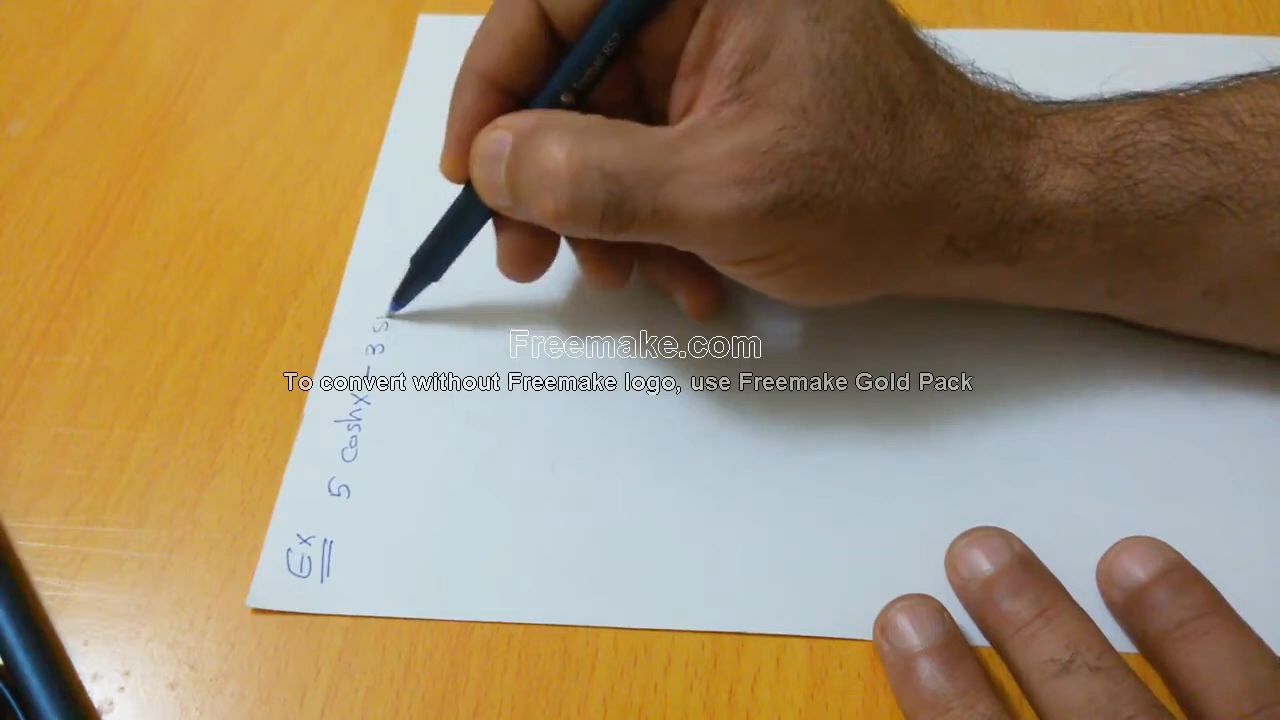 Ex
5 coshx - 3 s
Freemake.com
To convert without Freemake logo, use Freemake Gold Pack